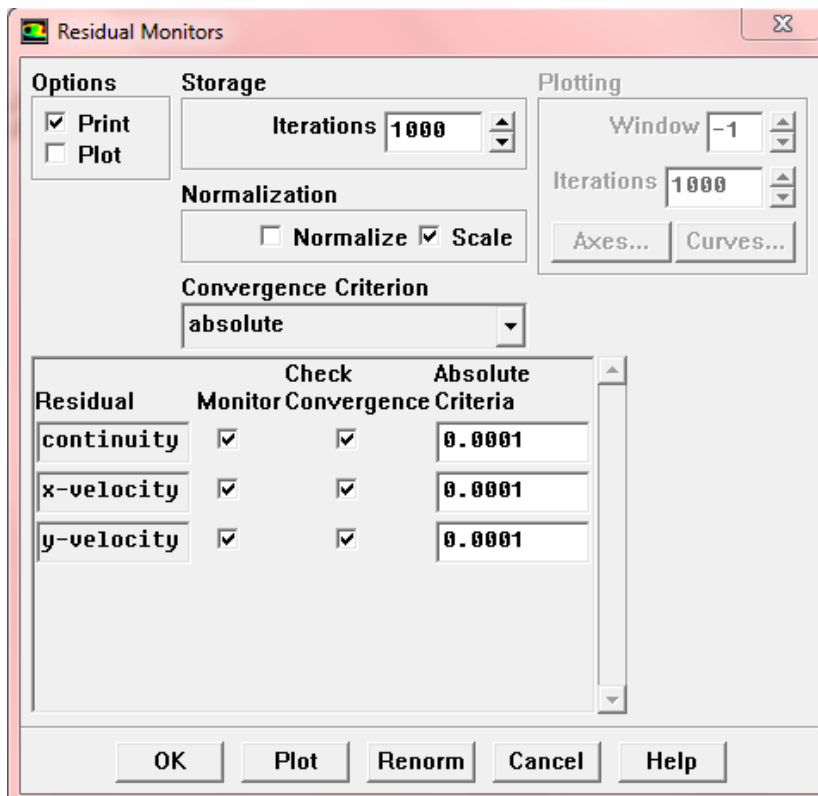 Residual Monitors
Options
Print
Plot
Storage
Iterations 1000
Normalization
Normalize Scale
Convergence Criterion
absolute
Plotting
Window -1
Iterations 1000
Axes... Curves...
Residual Monitor Check Convergence Absolute Criteria
continuity 0.0001
x-velocity 0.0001
y-velocity 0.0001
OK Plot Renorm Cancel Help